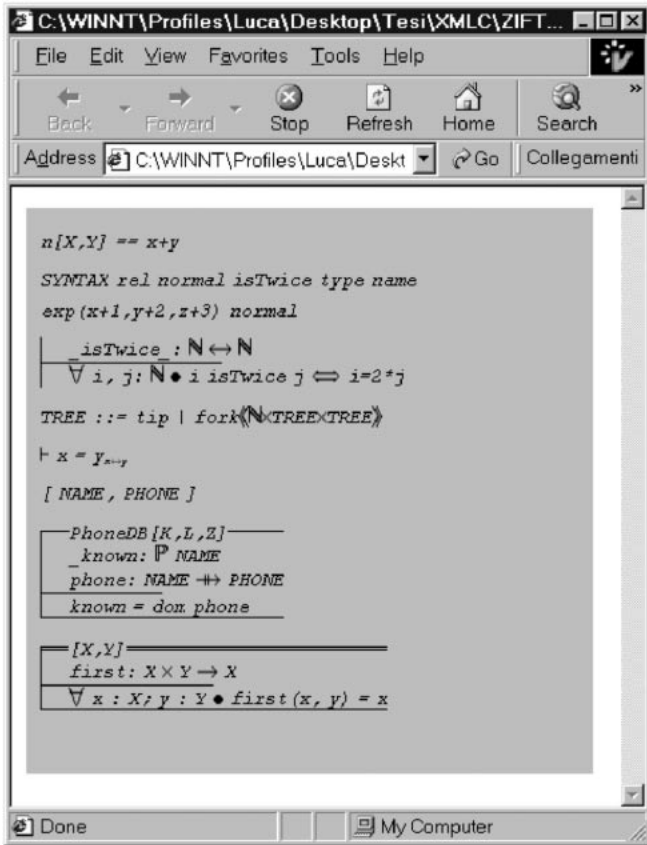 C:\WINNT\Profiles\Luca\Desktop\Tesi\XMLC\ZIFT...
File Edit View Favorites Tools Help
Back Forward Stop Refresh Home Search »
Address C:\WINNT\Profiles\Luca\Deskt Go Collegamenti
n[X,Y] == x+y
SYNTAX rel normal isTwice type name
exp(x+1,y+2,z+3) normal
_isTwice_: ℕ ↔ ℕ
∀ i, j: ℕ ● i isTwice j ⇔ i=2*j
TREE ::= tip | fork⟪ℕ×TREE×TREE⟫
⊢ x = y
[ NAME, PHONE ]
PhoneDB[K,L,Z]
_known: ℙ NAME
phone: NAME ⇻ PHONE
known = dom phone
[X,Y]
first: X × Y → X
∀ x : X; y : Y ● first(x, y) = x
Done My Computer